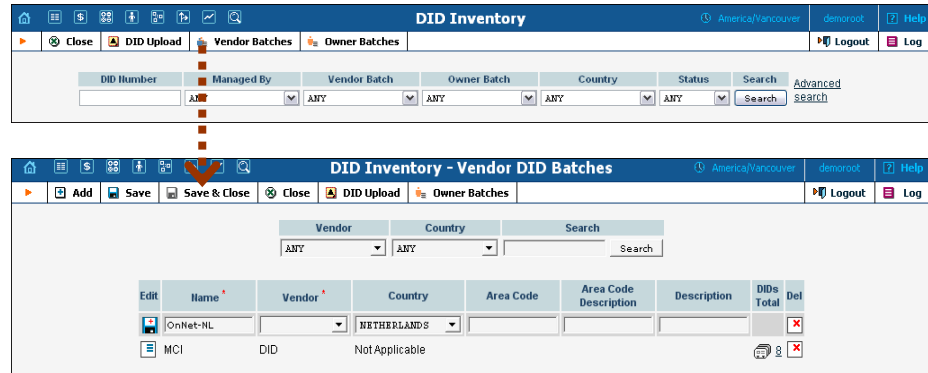 DID Inventory America/Vancouver demoroot ? Help
Close DID Upload Vendor Batches Owner Batches Logout Log
DID Number Managed By Vendor Batch Owner Batch Country Status Search
ANY ANY ANY ANY ANY Search Advanced search
DID Inventory - Vendor DID Batches America/Vancouver demoroot ? Help
Add Save Save & Close Close DID Upload Owner Batches Logout Log
Vendor Country Search
ANY ANY Search
Edit Name * Vendor * Country Area Code Area Code Description Description DIDs Total Del
OnNet-NL NETHERLANDS
MCI DID Not Applicable 8